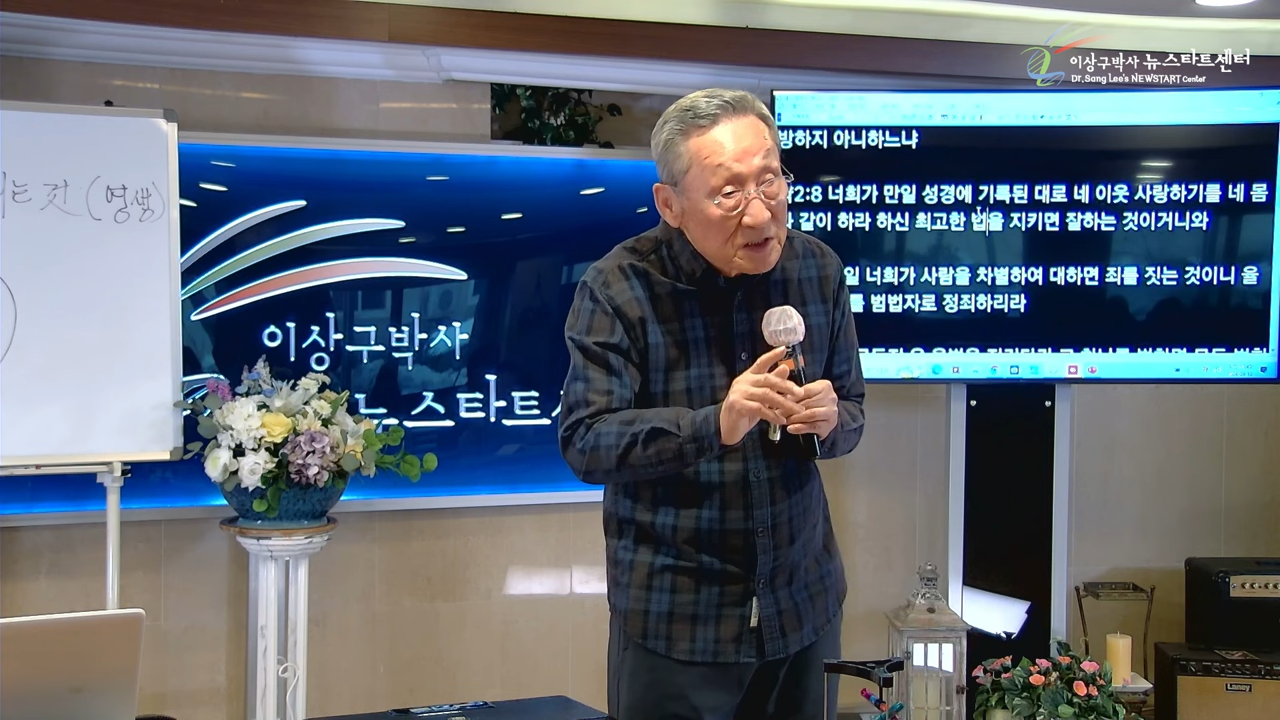 이상구박사 뉴스타트센터
Dr. Sang Lee's NEWSTART Center
는 것 (영생)
이상구박사
뉴스타트
방하지 아니하느냐
2:8 너희가 만일 성경에 기록된 대로 네 이웃 사랑하기를 네 몸
같이 하라 하신 최고한 법을 지키면 잘하는 것이거니와
너희가 사람을 차별하여 대하면 죄를 짓는 것이니 율
범법자로 정죄하리라
Laney